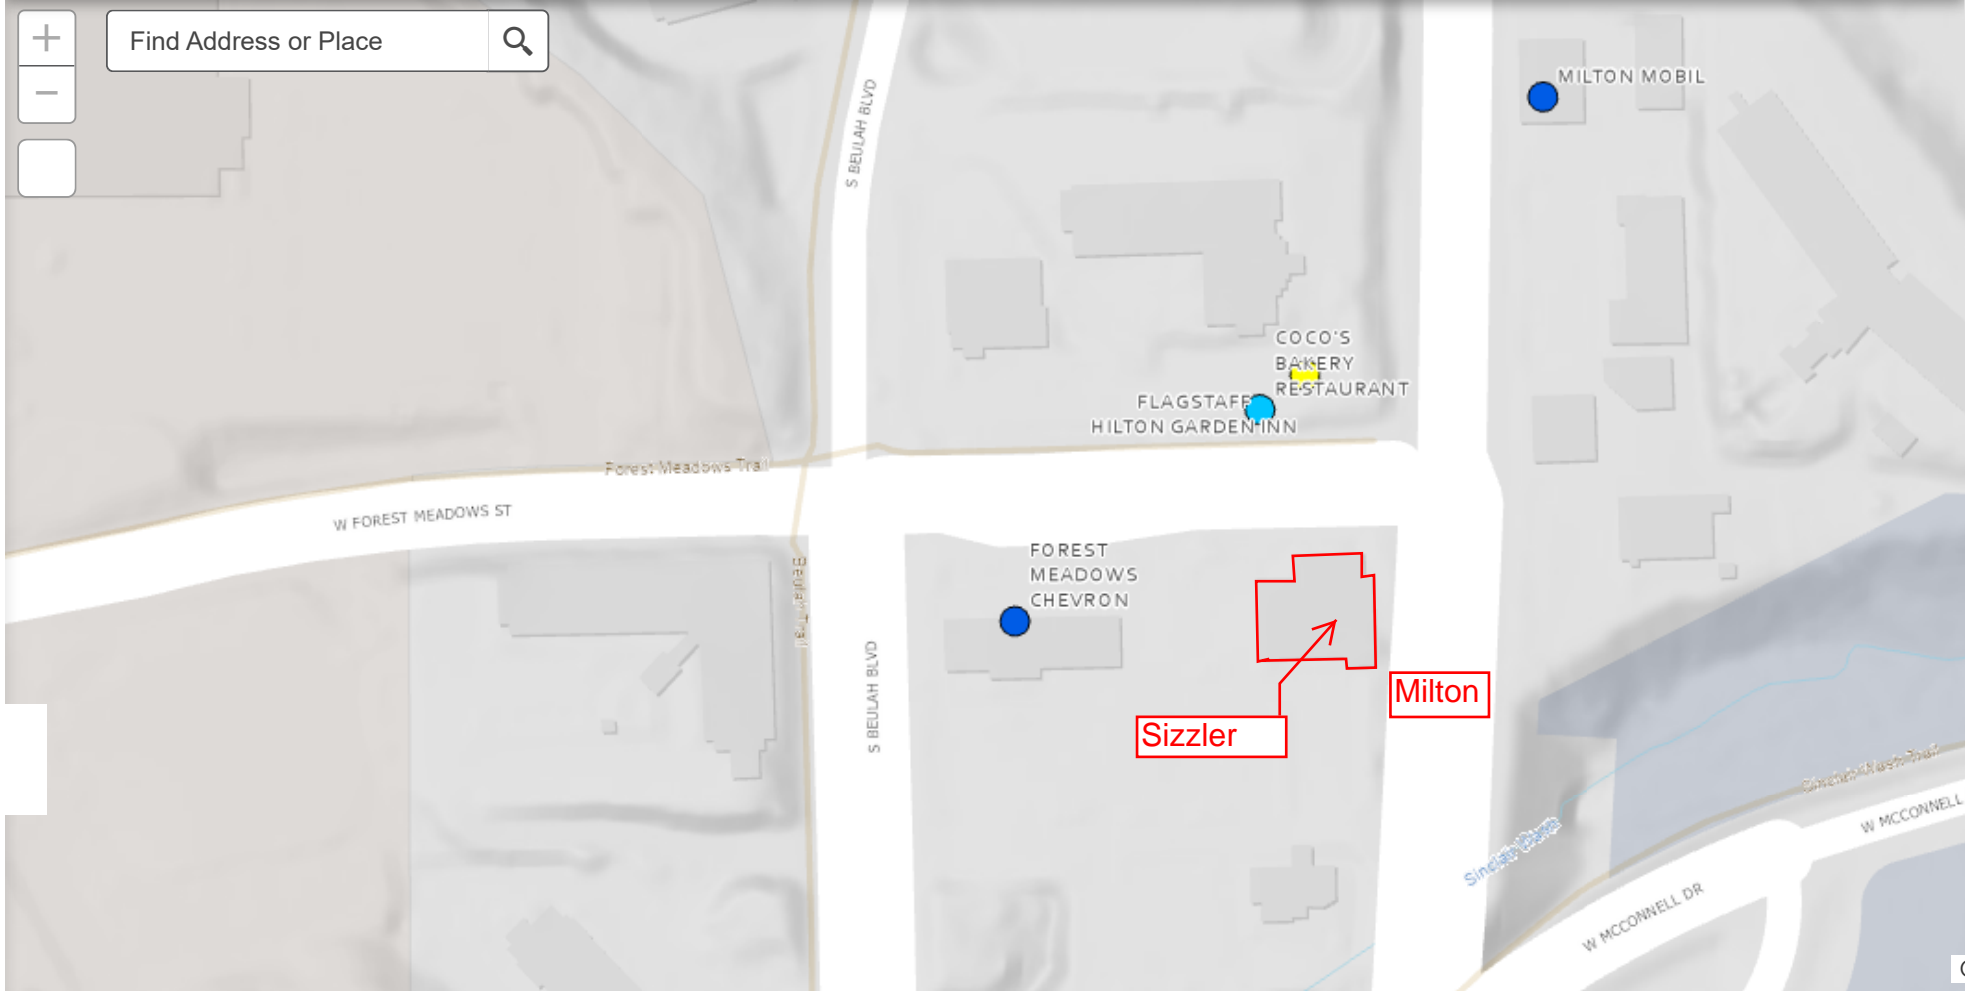 Find Address or Place
MILTON MOBIL
S BEULAH BLVD
COCO'S
BAKERY
RESTAURANT
FLAGSTAFF
HILTON GARDEN INN
Forest Meadows Trail
W FOREST MEADOWS ST
FOREST
MEADOWS
CHEVRON
Beulah Trail
S BEULAH BLVD
Milton
Sizzler
W MCCONNELL
W MCCONNELL DR